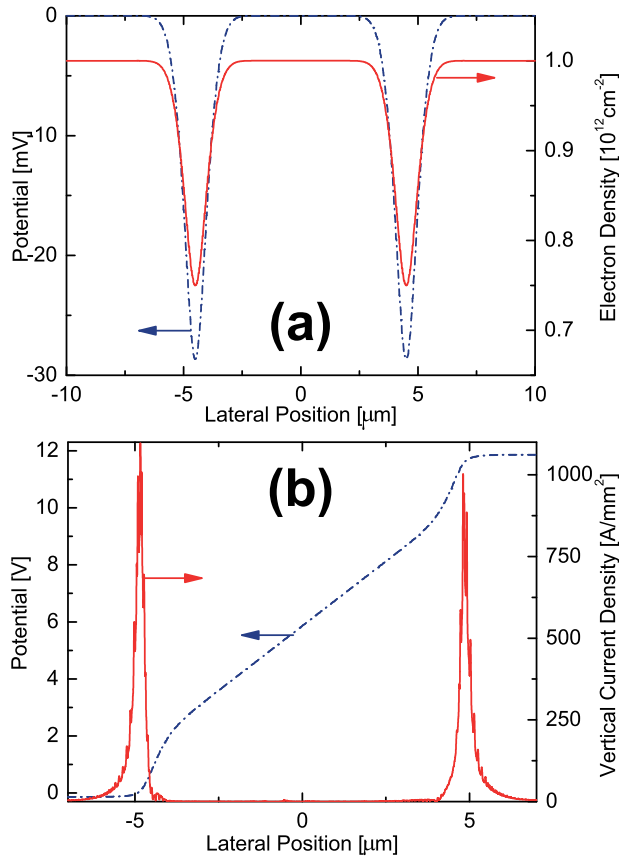 0
-10
-20
-30
Potential [mV]
(a)
1.0
0.9
0.8
0.7
Electron Density [10¹²cm⁻²]
-10 -5 0 5 10
Lateral Position [μm]
12
10
8
6
4
2
0
Potential [V]
(b)
1000
750
500
250
0
Vertical Current Density [A/mm²]
-5 0 5
Lateral Position [μm]